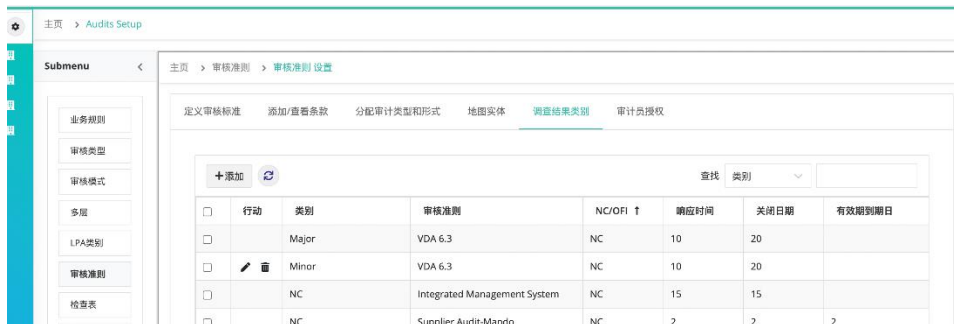 主页 > Audits Setup
Submenu <
主页 > 审核准则 > 审核准则 设置
业务规则
审核类型
审核模式
多层
LPA类别
审核准则
检查表
定义审核标准 添加/查看条款 分配审计类型和形式 地图实体 调查结果类别 审计员授权
+添加 查找 类别
行动 类别 审核准则 NC/OFI ↑ 响应时间 关闭日期 有效期到期日
Major VDA 6.3 NC 10 20
Minor VDA 6.3 NC 10 20
NC Integrated Management System NC 15 15
NC Supplier Audit-Mando NC 2 2 2